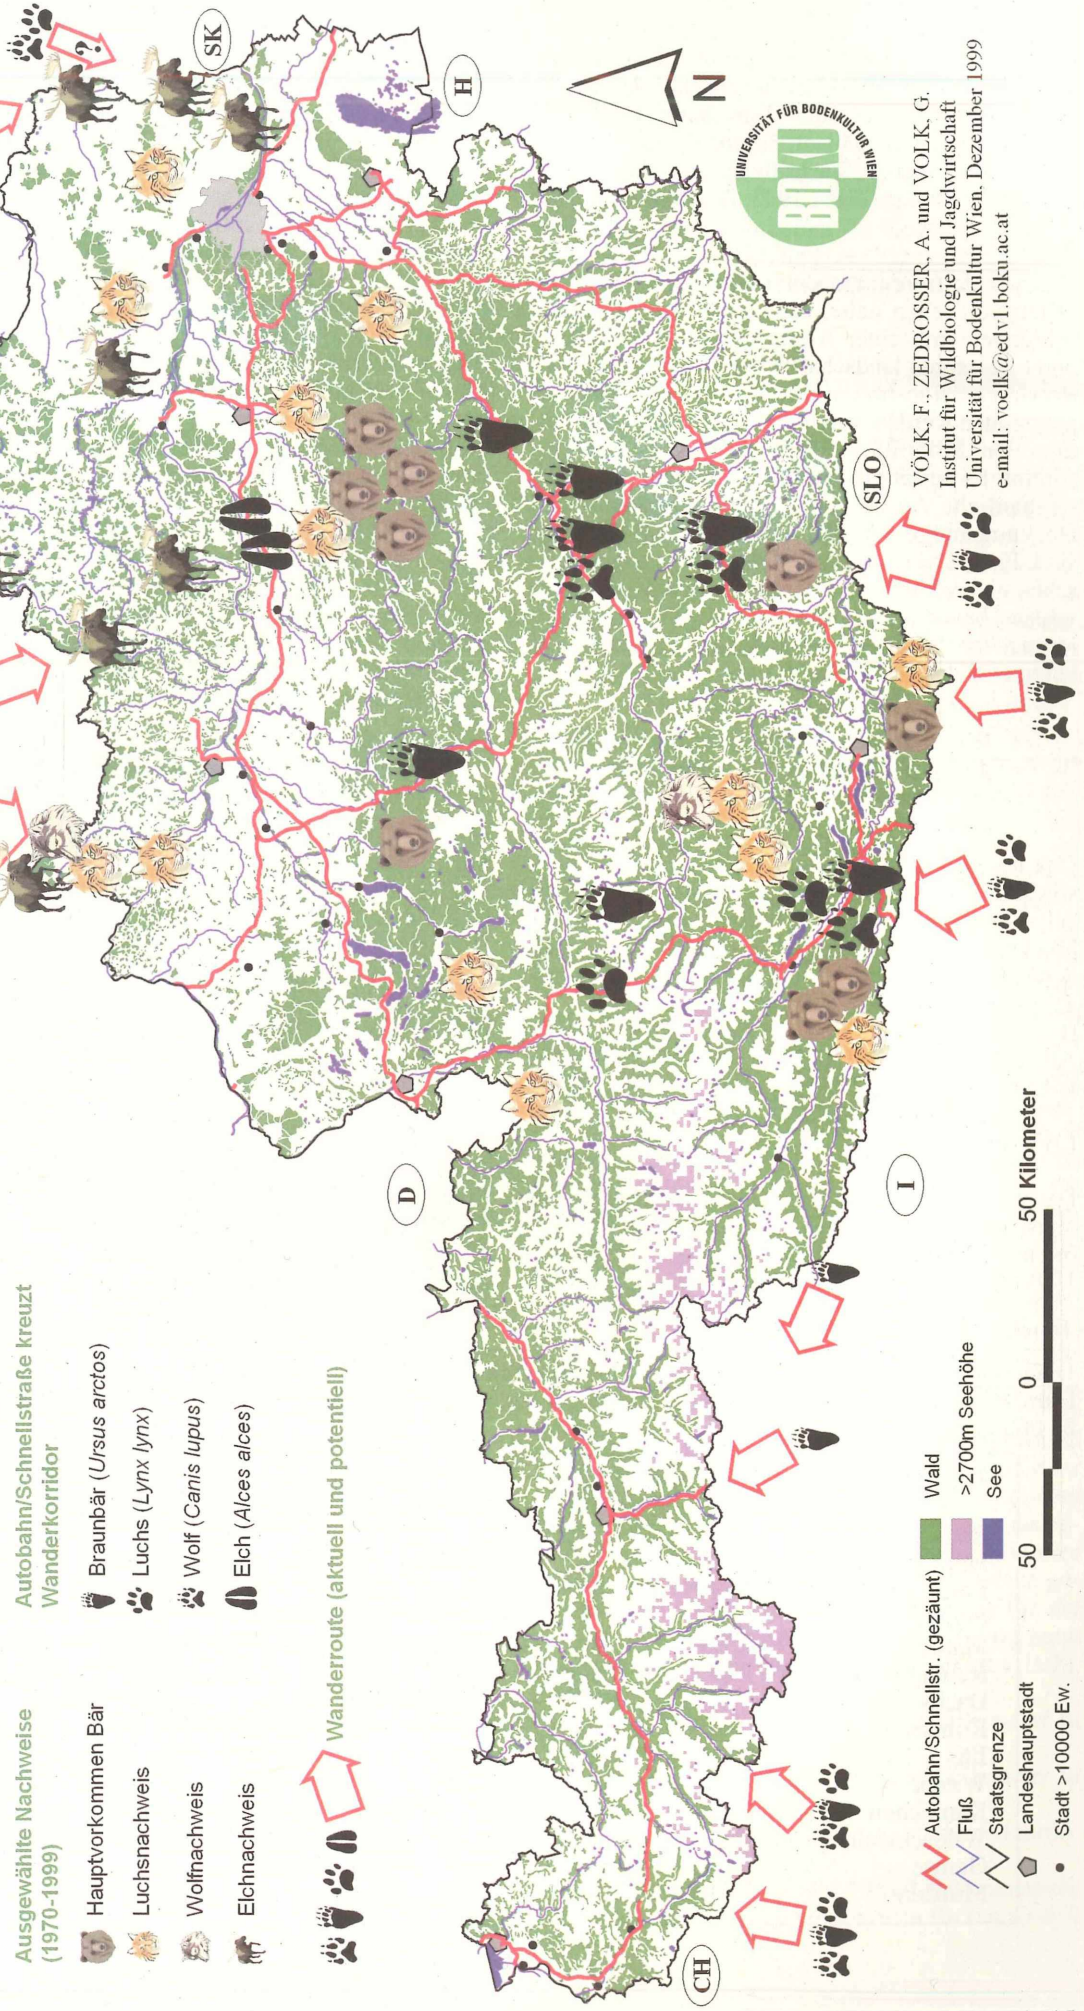 Ausgewählte Nachweise
(1970-1999)
Hauptvorkommen Bär
Luchsnachweis
Wolfnachweis
Elchnachweis
Autobahn/Schnellstraße kreuzt
Wanderkorridor
Braunbär (Ursus arctos)
Luchs (Lynx lynx)
Wolf (Canis lupus)
Elch (Alces alces)
Wanderroute (aktuell und potentiell)
?
SK
H
D
CH
I
SLO
N
UNIVERSITÄT FÜR BODENKULTUR WIEN
BOKU
Autobahn/Schnellstr. (gezäunt)
Fluß
Staatsgrenze
Landeshauptstadt
Stadt >10000 Ew.
Wald
>2700m Seehöhe
See
50 0 50 Kilometer
VÖLK, F., ZEDROSSER, A. und VOLK, G.
Institut für Wildbiologie und Jagdwirtschaft
Universität für Bodenkultur Wien. Dezember 1999
e-mail: voelk@edv1.boku.ac.at